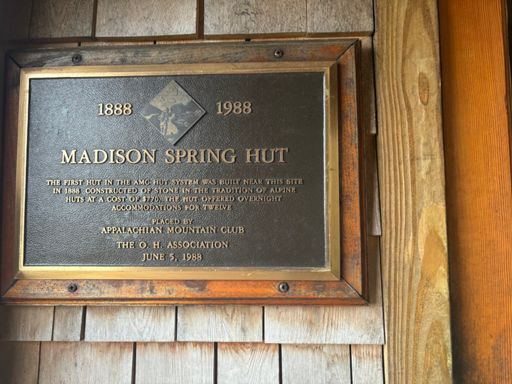 1888 1988
MADISON SPRING HUT
THE FIRST HUT IN THE AMC HUT SYSTEM WAS BUILT NEAR THIS SITE
IN 1888. CONSTRUCTED OF STONE IN THE TRADITION OF ALPINE
HUTS AT A COST OF $770, THE HUT OFFERED OVERNIGHT
ACCOMMODATIONS FOR TWELVE
PLACED BY
APPALACHIAN MOUNTAIN CLUB
THE O. H. ASSOCIATION
JUNE 5, 1988